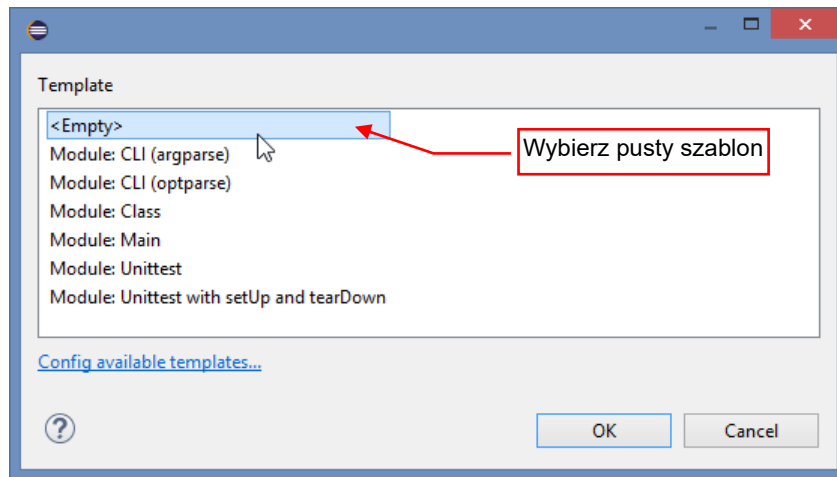 Template
<Empty>
Wybierz pusty szablon
Module: CLI (argparse)
Module: CLI (optparse)
Module: Class
Module: Main
Module: Unittest
Module: Unittest with setUp and tearDown
Config available templates...
?
OK
Cancel